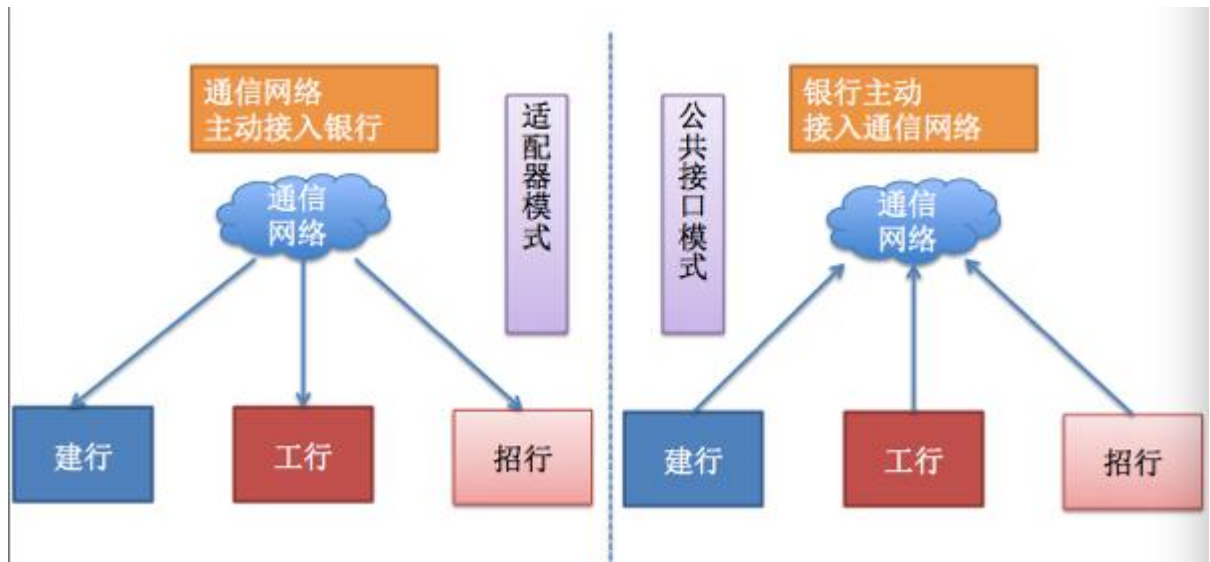 通信网络
主动接入银行
适配器模式
通信
网络
建行
工行
招行
公共接口模式
银行主动
接入通信网络
通信
网络
建行
工行
招行